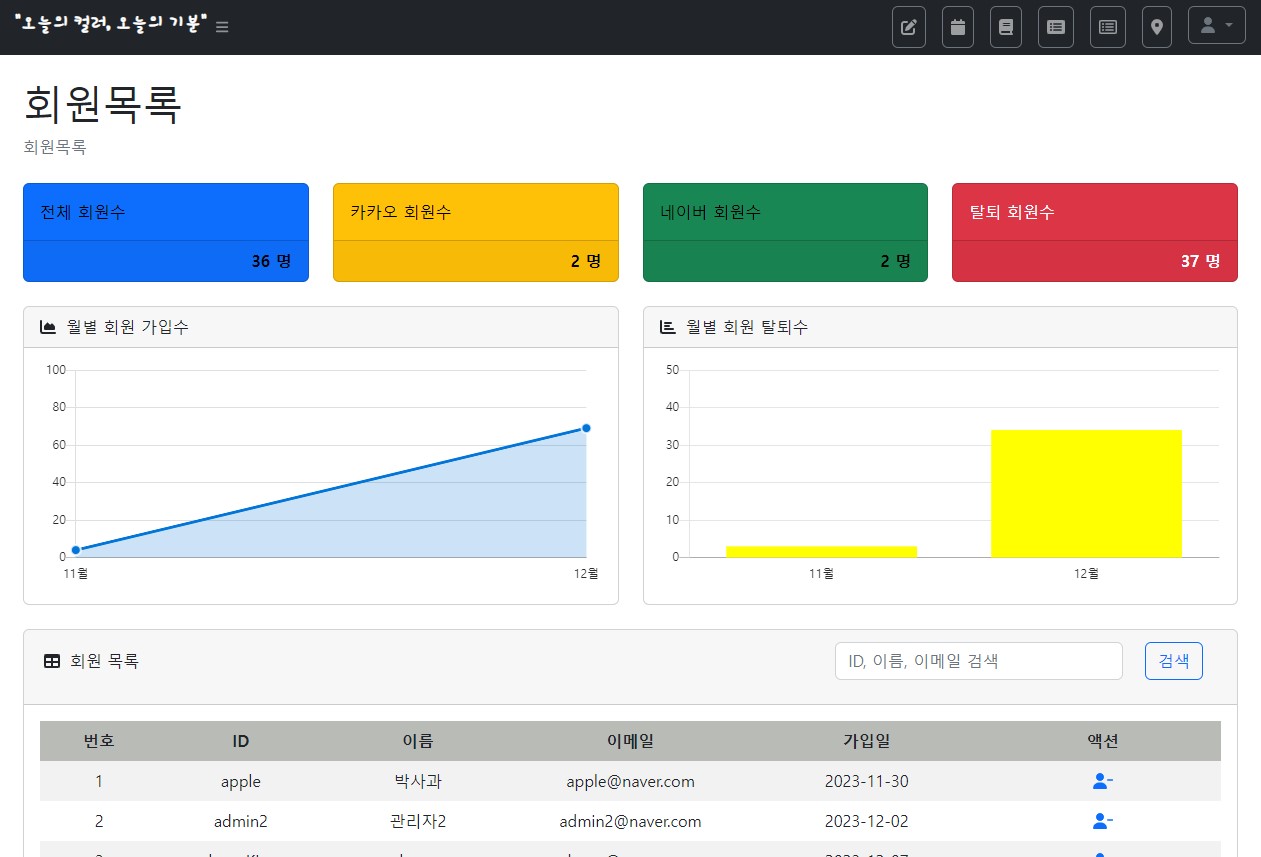 "오늘의 컬러, 오늘의 기본"
회원목록
회원목록
전체 회원수
36 명
카카오 회원수
2 명
네이버 회원수
2 명
탈퇴 회원수
37 명
월별 회원 가입수
100
80
60
40
20
0
11월 12월
월별 회원 탈퇴수
50
40
30
20
10
0
11월 12월
회원 목록 ID, 이름, 이메일 검색 검색
번호 ID 이름 이메일 가입일 액션
1 apple 박사과 apple@naver.com 2023-11-30
2 admin2 관리자2 admin2@naver.com 2023-12-02